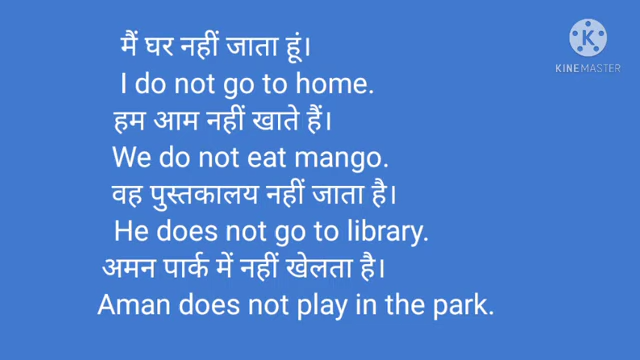 मैं घर नहीं जाता हूं।
I do not go to home.
हम आम नहीं खाते हैं।
We do not eat mango.
वह पुस्तकालय नहीं जाता है।
He does not go to library.
अमन पार्क में नहीं खेलता है।
Aman does not play in the park.
K
KINEMASTER